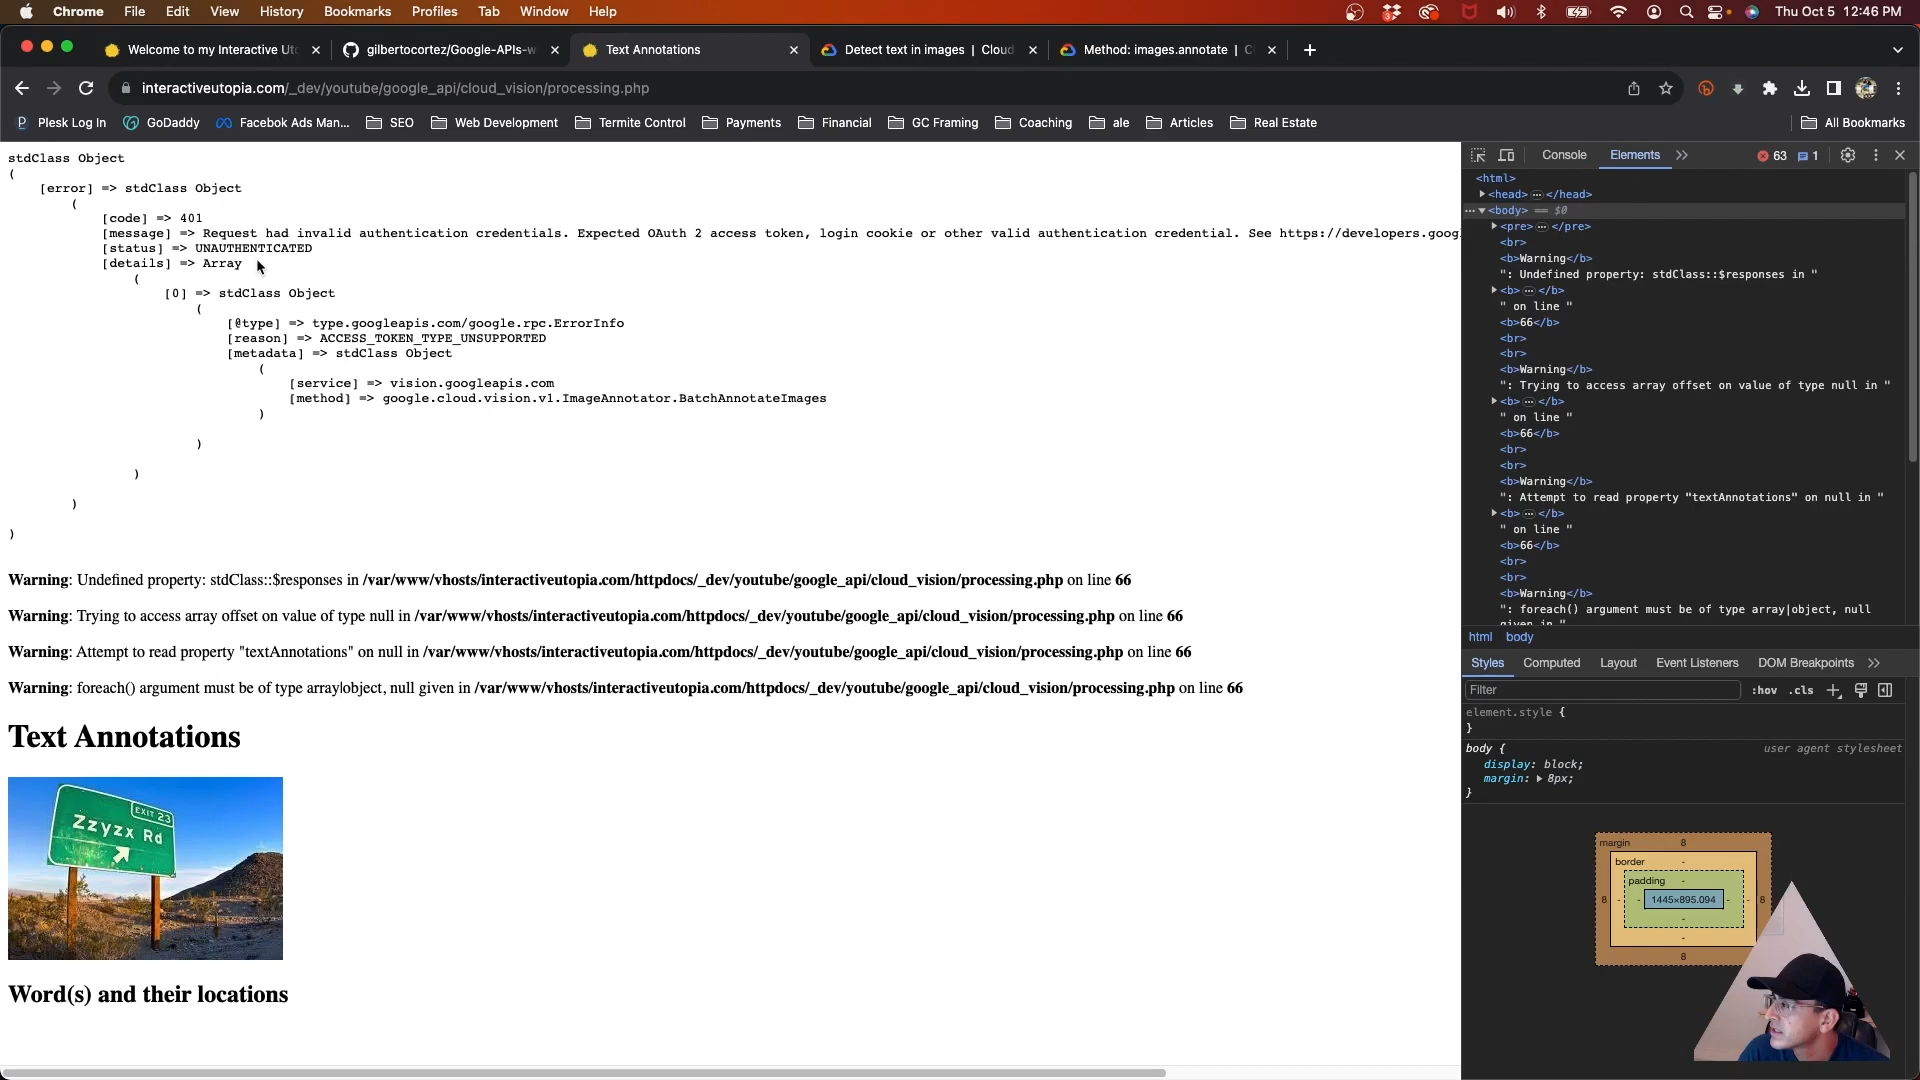 Chrome File Edit View History Bookmarks Profiles Tab Window Help Thu Oct 5 12:46 PM
Welcome to my Interactive Uto gilbertocortez/Google-APIs-w Text Annotations Detect text in images | Cloud Method: images.annotate | C
interactiveutopia.com/_dev/youtube/google_api/cloud_vision/processing.php
Plesk Log In GoDaddy Facebok Ads Man... SEO Web Development Termite Control Payments Financial GC Framing Coaching ale Articles Real Estate All Bookmarks
stdClass Object
(
[error] => stdClass Object
(
[code] => 401
[message] => Request had invalid authentication credentials. Expected OAuth 2 access token, login cookie or other valid authentication credential. See https://developers.goog
[status] => UNAUTHENTICATED
[details] => Array
(
[0] => stdClass Object
(
[@type] => type.googleapis.com/google.rpc.ErrorInfo
[reason] => ACCESS_TOKEN_TYPE_UNSUPPORTED
[metadata] => stdClass Object
(
[service] => vision.googleapis.com
[method] => google.cloud.vision.v1.ImageAnnotator.BatchAnnotateImages
)
)
)
)
)
Warning: Undefined property: stdClass::$responses in /var/www/vhosts/interactiveutopia.com/httpdocs/_dev/youtube/google_api/cloud_vision/processing.php on line 66
Warning: Trying to access array offset on value of type null in /var/www/vhosts/interactiveutopia.com/httpdocs/_dev/youtube/google_api/cloud_vision/processing.php on line 66
Warning: Attempt to read property "textAnnotations" on null in /var/www/vhosts/interactiveutopia.com/httpdocs/_dev/youtube/google_api/cloud_vision/processing.php on line 66
Warning: foreach() argument must be of type array|object, null given in /var/www/vhosts/interactiveutopia.com/httpdocs/_dev/youtube/google_api/cloud_vision/processing.php on line 66
Text Annotations
EXIT 23
Zzyzx Rd
Word(s) and their locations
Console Elements 63 1
<html>
<head> … </head>
… <body> == $0
<pre> … </pre>
<br>
<b>Warning</b>
": Undefined property: stdClass::$responses in "
<b> … </b>
" on line "
<b>66</b>
<br>
<br>
<b>Warning</b>
": Trying to access array offset on value of type null in "
<b> … </b>
" on line "
<b>66</b>
<br>
<br>
<b>Warning</b>
": Attempt to read property "textAnnotations" on null in "
<b> … </b>
" on line "
<b>66</b>
<br>
<br>
<b>Warning</b>
": foreach() argument must be of type array|object, null
given in "
html body
Styles Computed Layout Event Listeners DOM Breakpoints
Filter :hov .cls
element.style {
}
body { user agent stylesheet
display: block;
margin: 8px;
}
margin 8
border -
padding -
8 - - 1445×895.094 - - 8
-
-
8